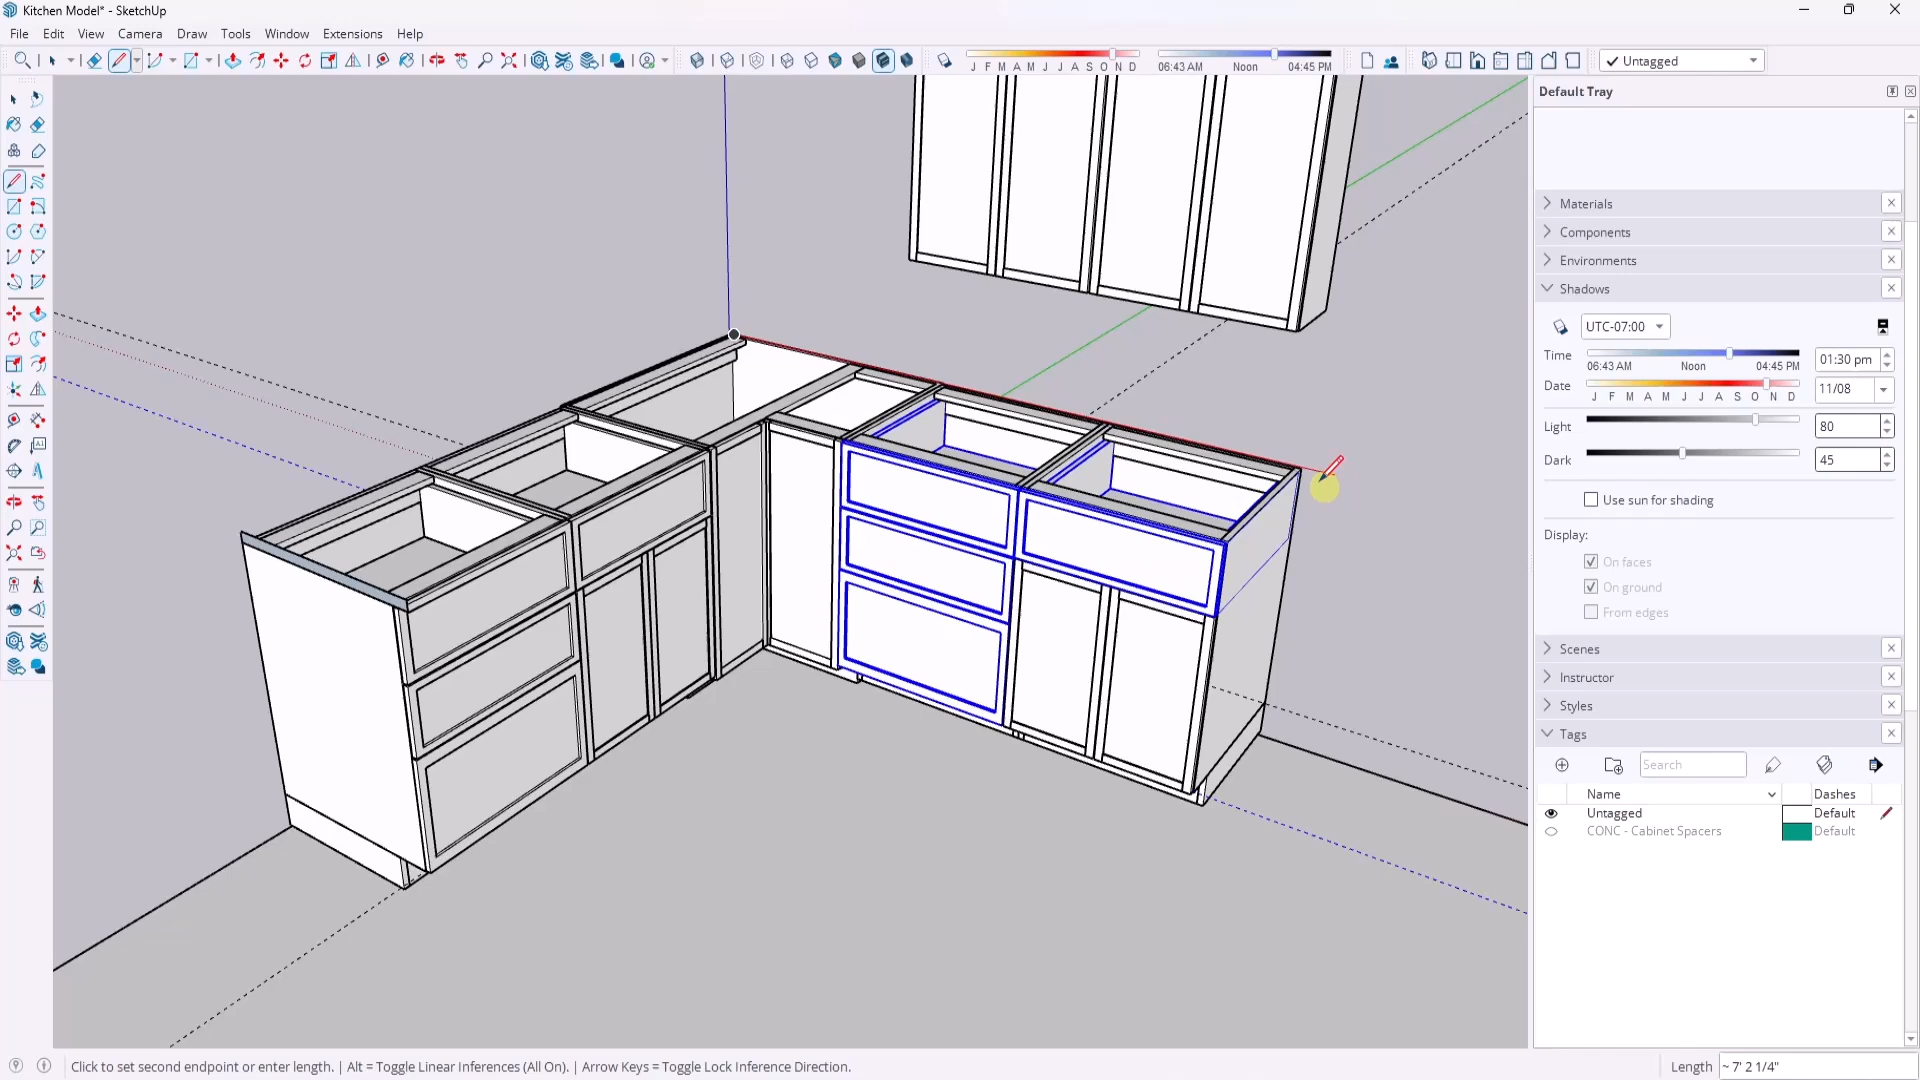 Kitchen Model* - SketchUp
File Edit View Camera Draw Tools Window Extensions Help
J F M A M J J A S O N D 06:43 AM Noon 04:45 PM Untagged
Default Tray
Materials
Components
Environments
Shadows
UTC-07:00
Time 01:30 pm
06:43 AM Noon 04:45 PM
Date 11/08
J F M A M J J A S O N D
Light 80
Dark 45
Use sun for shading
Display:
On faces
On ground
From edges
Scenes
Instructor
Styles
Tags
Search
Name Dashes
Untagged Default
CONC - Cabinet Spacers Default
Click to set second endpoint or enter length. | Alt = Toggle Linear Inferences (All On). | Arrow Keys = Toggle Lock Inference Direction. Length ~ 7' 2 1/4"